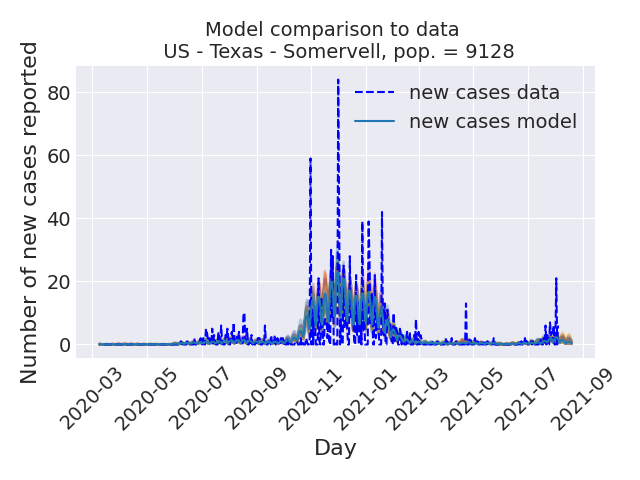 Model comparison to data
US - Texas - Somervell, pop. = 9128
Number of new cases reported
80
60
40
20
0
new cases data
new cases model
2020-03
2020-05
2020-07
2020-09
2020-11
2021-01
2021-03
2021-05
2021-07
2021-09
Day